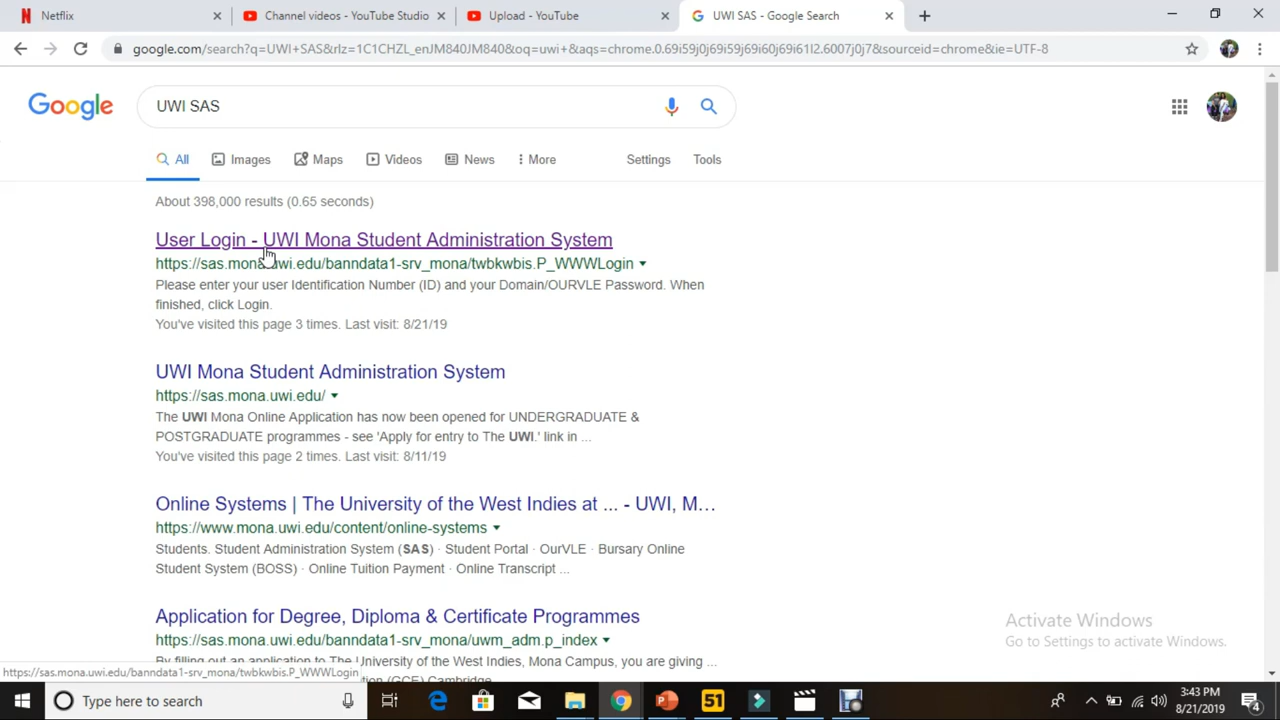 Netflix
Channel videos - YouTube Studio
Upload - YouTube
UWI SAS - Google Search
google.com/search?q=UWI+SAS&rlz=1C1CHZL_enJM840JM840&oq=uwi+&aqs=chrome.0.69i59j0j69i59j69i60j69i61l2.6007j0j7&sourceid=chrome&ie=UTF-8
Google
UWI SAS
All
Images
Maps
Videos
News
More
Settings
Tools
About 398,000 results (0.65 seconds)
User Login - UWI Mona Student Administration System
https://sas.mona.uwi.edu/banndata1-srv_mona/twbkwbis.P_WWWLogin
Please enter your user Identification Number (ID) and your Domain/OURVLE Password. When
finished, click Login.
You've visited this page 3 times. Last visit: 8/21/19
UWI Mona Student Administration System
https://sas.mona.uwi.edu/
The UWI Mona Online Application has now been opened for UNDERGRADUATE &
POSTGRADUATE programmes - see 'Apply for entry to The UWI.' link in ...
You've visited this page 2 times. Last visit: 8/11/19
Online Systems | The University of the West Indies at ... - UWI, M...
https://www.mona.uwi.edu/content/online-systems
Students. Student Administration System (SAS) · Student Portal · OurVLE · Bursary Online
Student System (BOSS) · Online Tuition Payment · Online Transcript ...
Application for Degree, Diploma & Certificate Programmes
https://sas.mona.uwi.edu/banndata1-srv_mona/uwm_adm.p_index
By filling out an application to The University of the West Indies, Mona Campus, you are giving ...
(GCE) Cambridge
Activate Windows
Go to Settings to activate Windows.
https://sas.mona.uwi.edu/banndata1-srv_mona/twbkwbis.P_WWWLogin
Type here to search
51
3:43 PM
8/21/2019
4